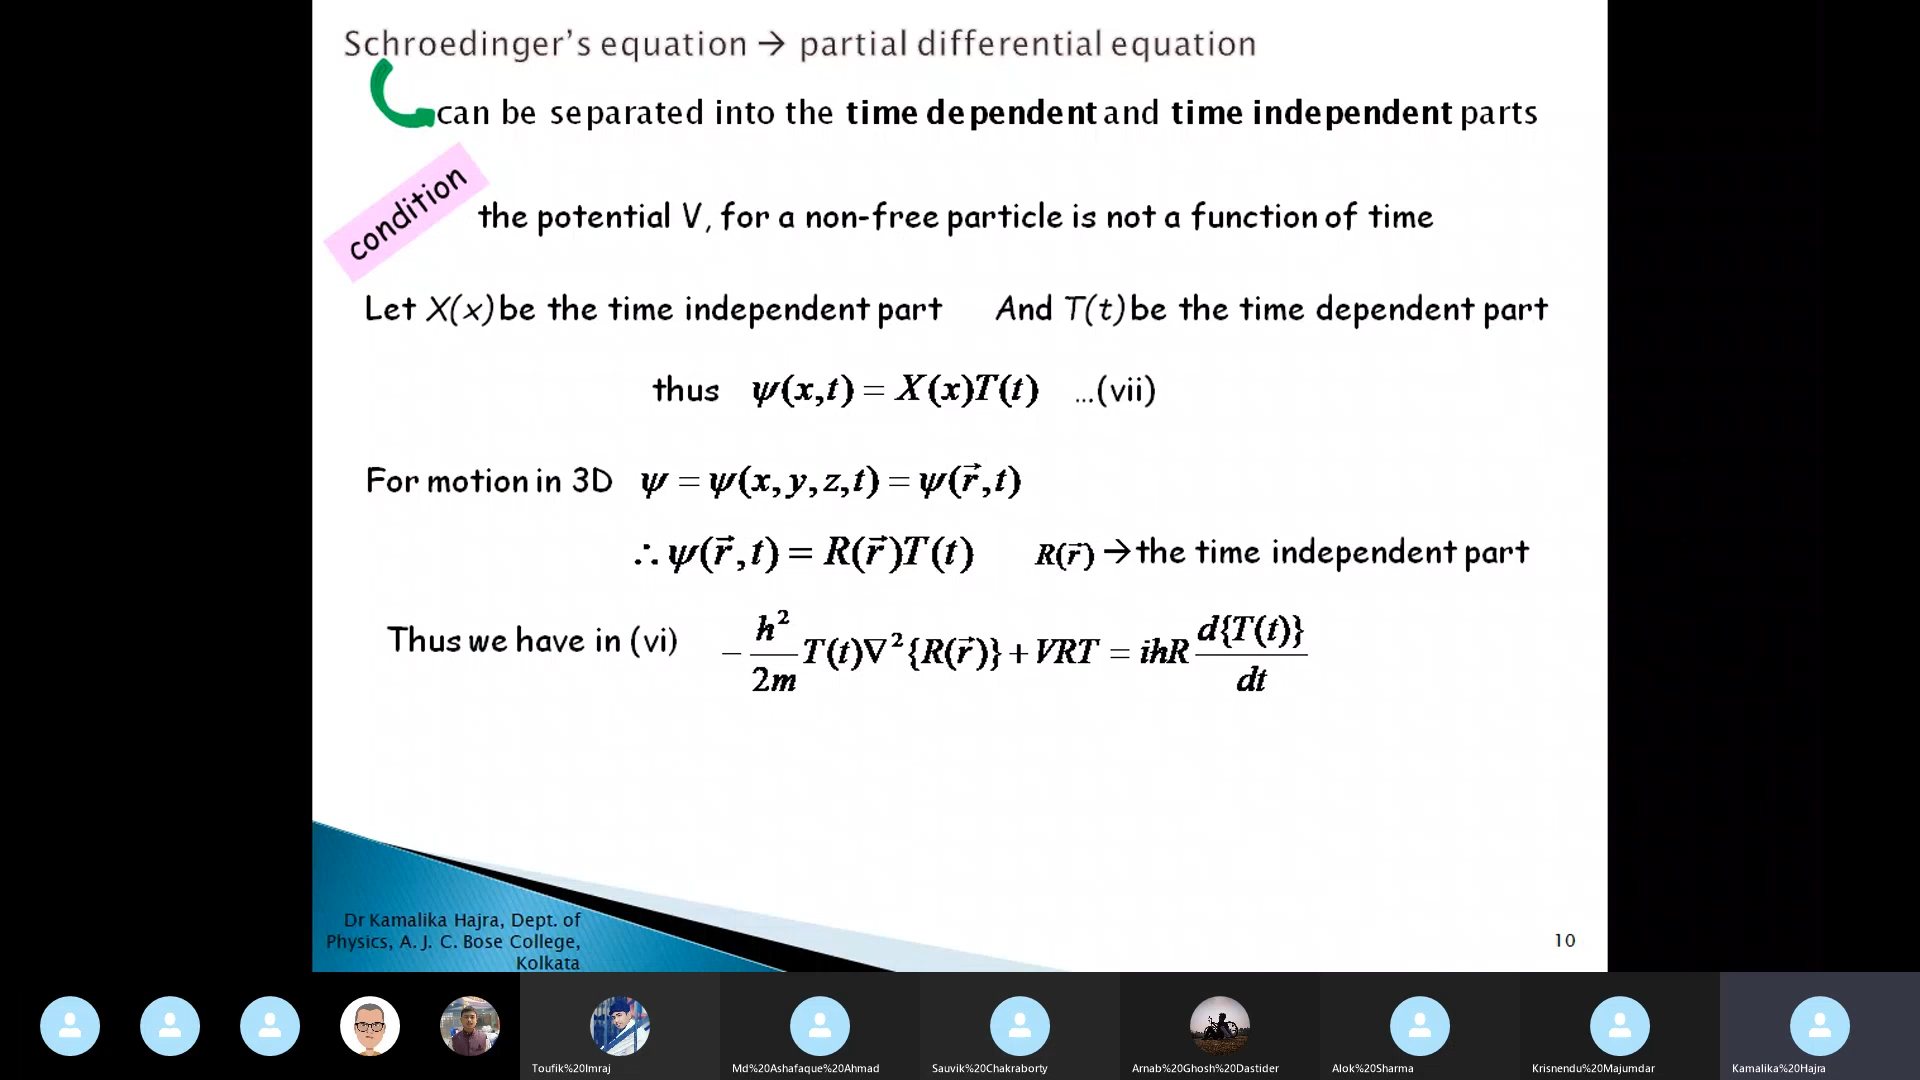 Schroedinger's equation → partial differential equation
can be separated into the time dependent and time independent parts
condition
the potential V, for a non-free particle is not a function of time
Let X(x) be the time independent part And T(t) be the time dependent part
thus ψ(x,t) = X(x)T(t) ...(vii)
For motion in 3D ψ = ψ(x, y, z, t) = ψ(r⃗, t)
∴ ψ(r⃗, t) = R(r⃗)T(t) R(r⃗) → the time independent part
Thus we have in (vi) − h²/2m T(t)∇²{R(r⃗)} + VRT = ihR d{T(t)}/dt
Dr Kamalika Hajra, Dept. of
Physics, A. J. C. Bose College,
Kolkata
10
Toufik%20Imraj
Md%20Ashafaque%20Ahmad
Sauvik%20Chakraborty
Arnab%20Ghosh%20Dastider
Alok%20Sharma
Krisnendu%20Majumdar
Kamalika%20Hajra